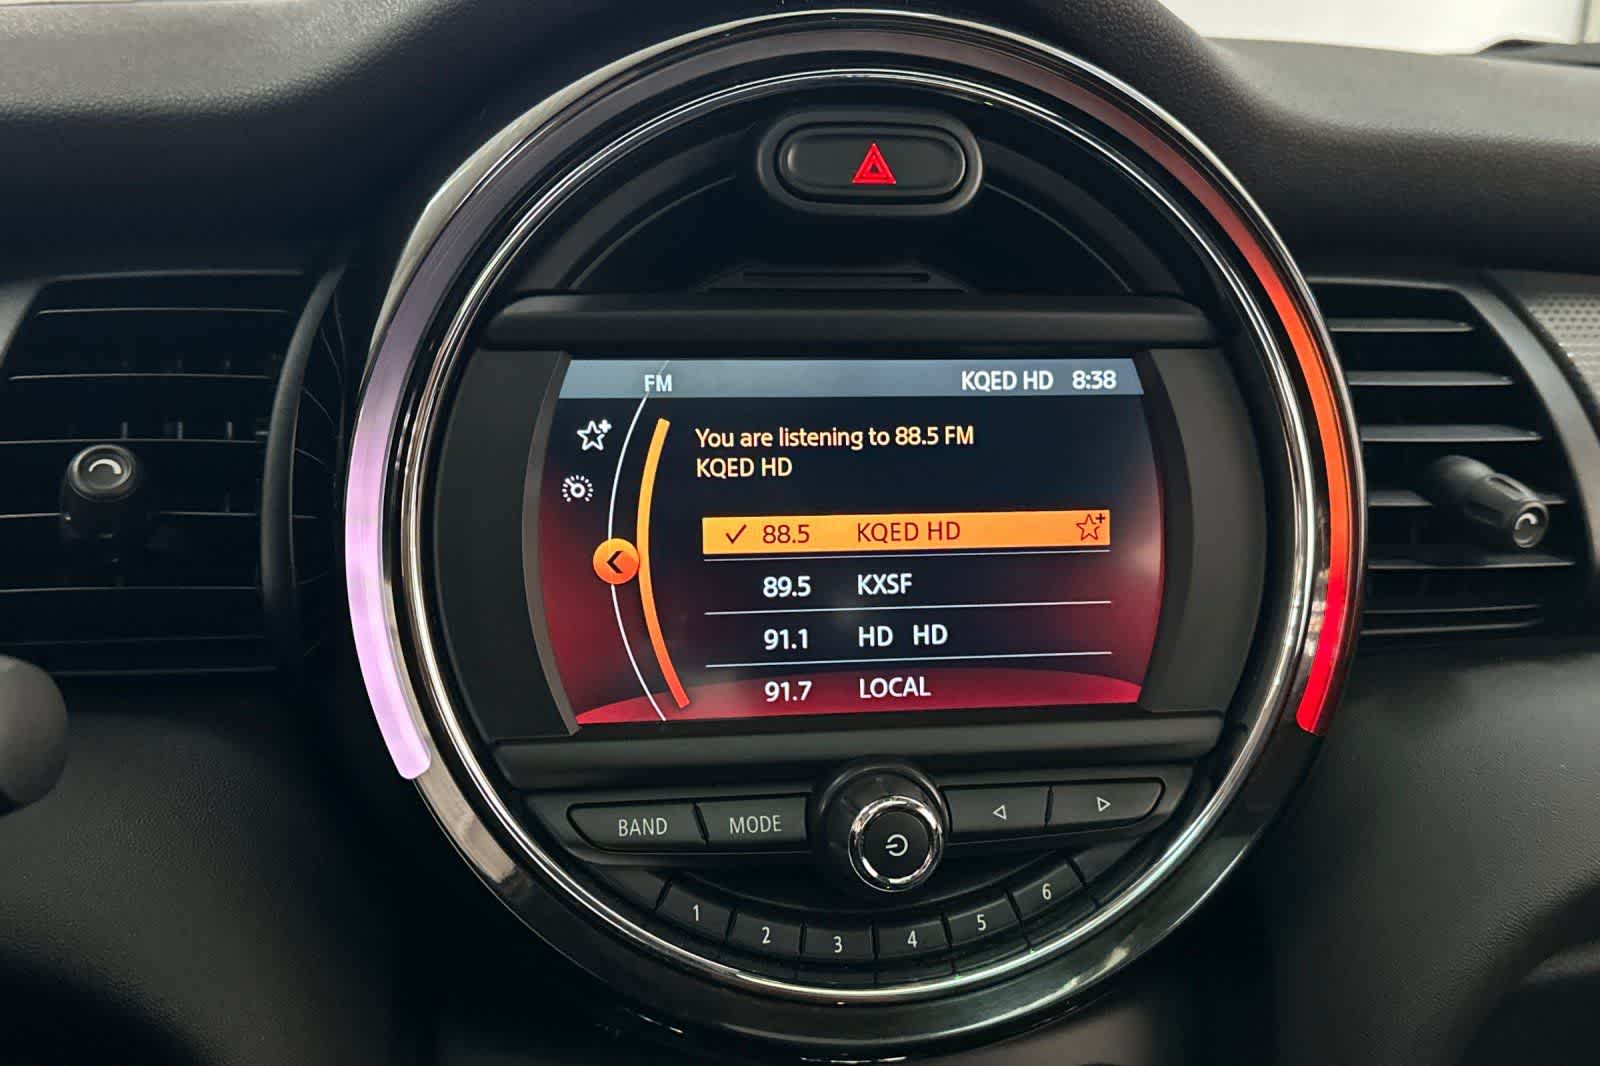 FM KQED HD 8:38
You are listening to 88.5 FM
KQED HD
88.5 KQED HD
89.5 KXSF
91.1 HD HD
91.7 LOCAL
BAND MODE
1 2 3 4 5 6